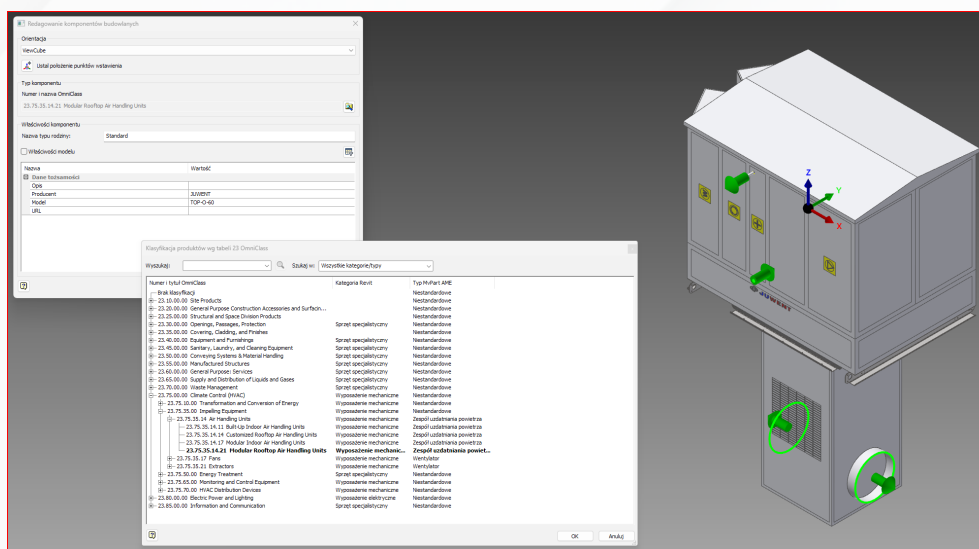 Redagowanie komponentów budowlanych
Orientacja
ViewCube
Ustal położenie punktów wstawienia
Typ komponentu
Numer i nazwa OmniClass
23.75.35.14.21 Modular Rooftop Air Handling Units
Właściwości komponentu
Nazwa typu rodziny: Standard
Właściwości modelu
Nazwa Wartość
Dane tożsamości
Opis
Producent JUWENT
Model TOP-O-60
URL
Klasyfikacja produktów wg tabeli 23 OmniClass
Wyszukaj: Szukaj w: Wszystkie kategorie/typy
Numer i tytuł OmniClass Kategoria Revit Typ MvPart AME
Brak klasyfikacji Niestandardowe
23.10.00.00 Site Products Niestandardowe
23.20.00.00 General Purpose Construction Accessories and Surfacin... Niestandardowe
23.25.00.00 Structural and Space Division Products Niestandardowe
23.30.00.00 Openings, Passages, Protection Sprzęt specjalistyczny Niestandardowe
23.35.00.00 Covering, Cladding, and Finishes Niestandardowe
23.40.00.00 Equipment and Furnishings Sprzęt specjalistyczny Niestandardowe
23.45.00.00 Sanitary, Laundry, and Cleaning Equipment Sprzęt specjalistyczny Niestandardowe
23.50.00.00 Conveying Systems & Material Handling Sprzęt specjalistyczny Niestandardowe
23.55.00.00 Manufactured Structures Sprzęt specjalistyczny Niestandardowe
23.60.00.00 General Purpose: Services Sprzęt specjalistyczny Niestandardowe
23.65.00.00 Supply and Distribution of Liquids and Gases Sprzęt specjalistyczny Niestandardowe
23.70.00.00 Waste Management Sprzęt specjalistyczny Niestandardowe
23.75.00.00 Climate Control (HVAC) Wyposażenie mechaniczne Niestandardowe
23.75.10.00 Transformation and Conversion of Energy Wyposażenie mechaniczne Niestandardowe
23.75.35.00 Impelling Equipment Wyposażenie mechaniczne Niestandardowe
23.75.35.14 Air Handling Units Wyposażenie mechaniczne Zespół uzdatniania powietrza
23.75.35.14.11 Built-Up Indoor Air Handling Units Wyposażenie mechaniczne Zespół uzdatniania powietrza
23.75.35.14.14 Customized Rooftop Air Handling Units Wyposażenie mechaniczne Zespół uzdatniania powietrza
23.75.35.14.17 Modular Indoor Air Handling Units Wyposażenie mechaniczne Zespół uzdatniania powietrza
23.75.35.14.21 Modular Rooftop Air Handling Units Wyposażenie mechanic... Zespół uzdatniania powiet...
23.75.35.17 Fans Wyposażenie mechaniczne Wentylator
23.75.35.21 Extractors Wyposażenie mechaniczne Wentylator
23.75.50.00 Energy Treatment Sprzęt specjalistyczny Niestandardowe
23.75.65.00 Monitoring and Control Equipment Wyposażenie mechaniczne Niestandardowe
23.75.70.00 HVAC Distribution Devices Wyposażenie mechaniczne Niestandardowe
23.80.00.00 Electric Power and Lighting Wyposażenie elektryczne Niestandardowe
23.85.00.00 Information and Communication Sprzęt specjalistyczny Niestandardowe
OK Anuluj
Z
Y
X
JUWENT